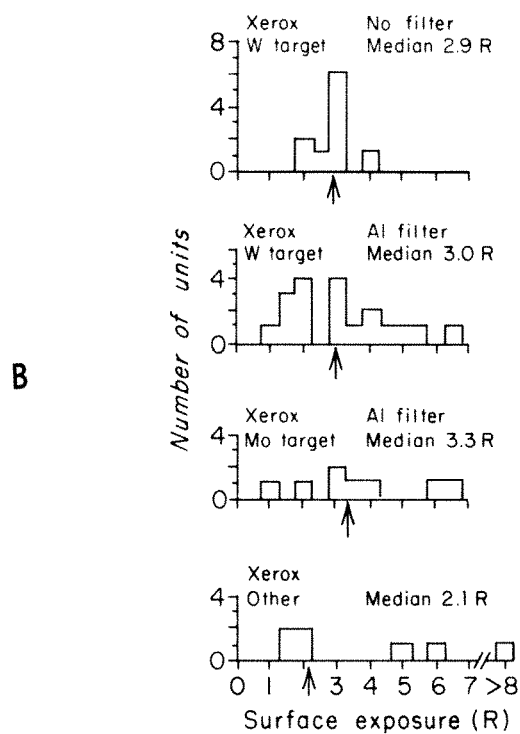 Xerox No filter
W target Median 2.9 R
8
4
0
Xerox Al filter
W target Median 3.0 R
4
0
Xerox Al filter
Mo target Median 3.3 R
4
0
Xerox
Other Median 2.1 R
4
0
0 1 2 3 4 5 6 7 >8
Surface exposure (R)
Number of units
B